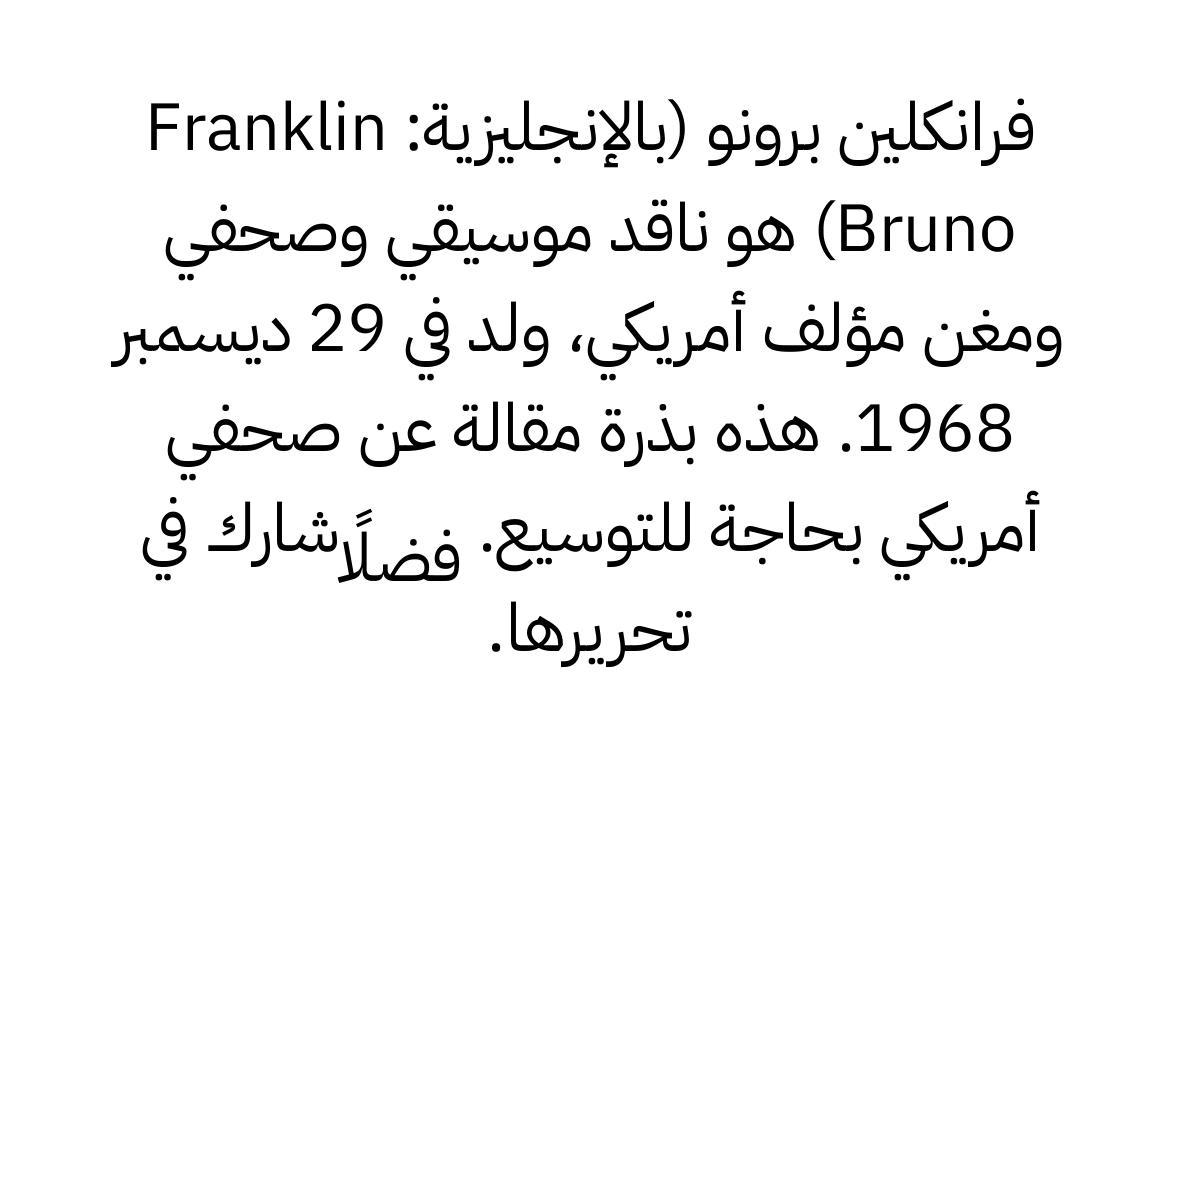 فرانكلين برونو (بالإنجليزية: Franklin
Bruno) هو ناقد موسيقي وصحفي
ومغن مؤلف أمريكي، ولد في 29 ديسمبر
1968. هذه بذرة مقالة عن صحفي
أمريكي بحاجة للتوسيع. فضلًا شارك في
تحريرها.